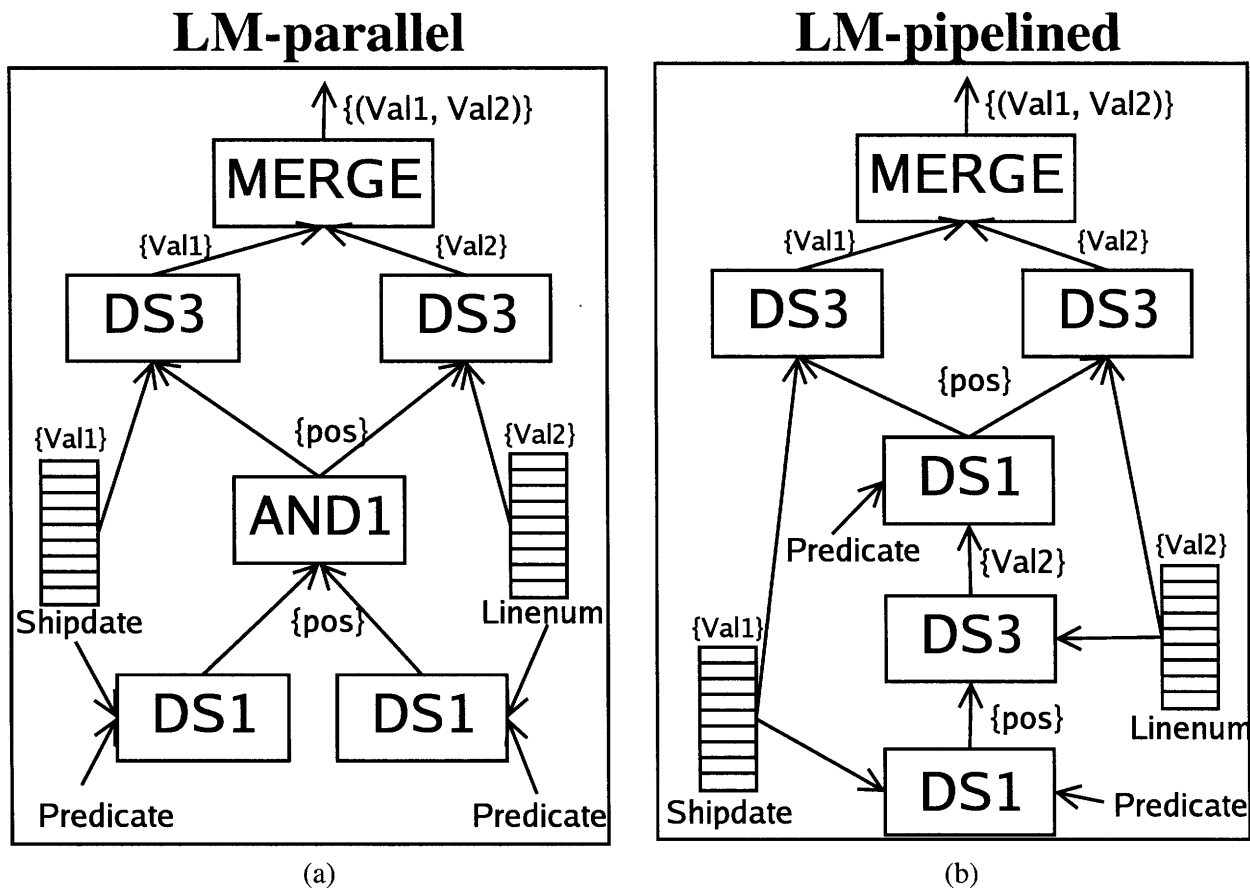 LM-parallel
{(Val1, Val2)}
MERGE
{Val1}
{Val2}
DS3
DS3
{pos}
{Val1}
{Val2}
AND1
Shipdate
{pos}
Linenum
DS1
DS1
Predicate
Predicate
(a)
LM-pipelined
{(Val1, Val2)}
MERGE
{Val1}
{Val2}
DS3
DS3
{pos}
DS1
Predicate
{Val2}
{Val2}
{Val1}
DS3
{pos}
Linenum
DS1
Shipdate
Predicate
(b)